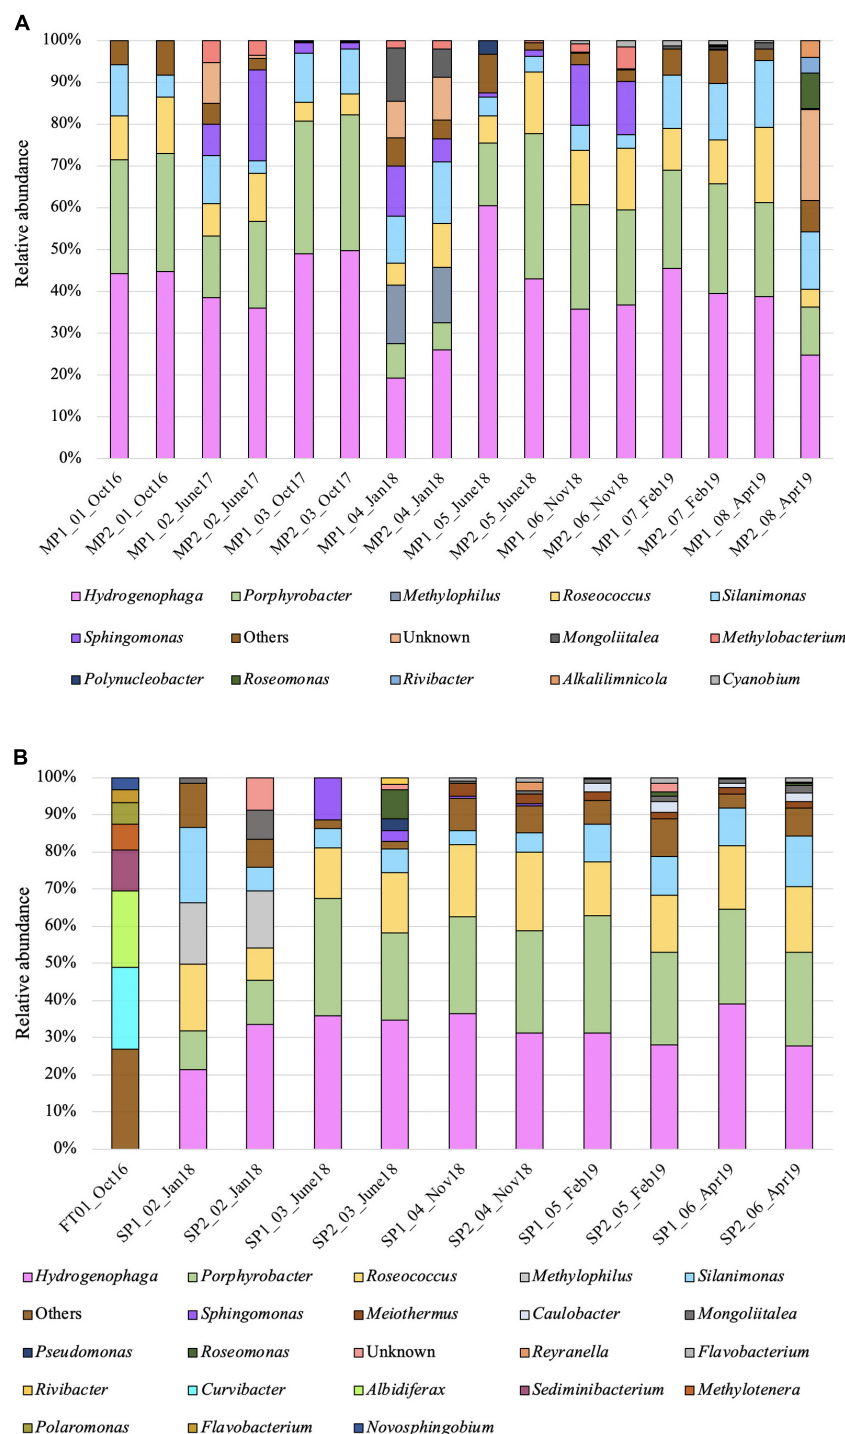 A
Relative abundance
100%
90%
80%
70%
60%
50%
40%
30%
20%
10%
0%
MP1_01_Oct16
MP2_01_Oct16
MP1_02_June17
MP2_02_June17
MP1_03_Oct17
MP2_03_Oct17
MP1_04_Jan18
MP2_04_Jan18
MP1_05_June18
MP2_05_June18
MP1_06_Nov18
MP2_06_Nov18
MP1_07_Feb19
MP2_07_Feb19
MP1_08_Apr19
MP2_08_Apr19
Hydrogenophaga Porphyrobacter Methylophilus Roseococcus Silanimonas
Sphingomonas Others Unknown Mongoliitalea Methylobacterium
Polynucleobacter Roseomonas Rivibacter Alkalilimnicola Cyanobium
B
Relative abundance
100%
90%
80%
70%
60%
50%
40%
30%
20%
10%
0%
FT01_Oct16
SP1_02_Jan18
SP2_02_Jan18
SP1_03_June18
SP2_03_June18
SP1_04_Nov18
SP2_04_Nov18
SP1_05_Feb19
SP2_05_Feb19
SP1_06_Apr19
SP2_06_Apr19
Hydrogenophaga Porphyrobacter Roseococcus Methylophilus Silanimonas
Others Sphingomonas Meiothermus Caulobacter Mongoliitalea
Pseudomonas Roseomonas Unknown Reyranella Flavobacterium
Rivibacter Curvibacter Albidiferax Sediminibacterium Methylotenera
Polaromonas Flavobacterium Novosphingobium